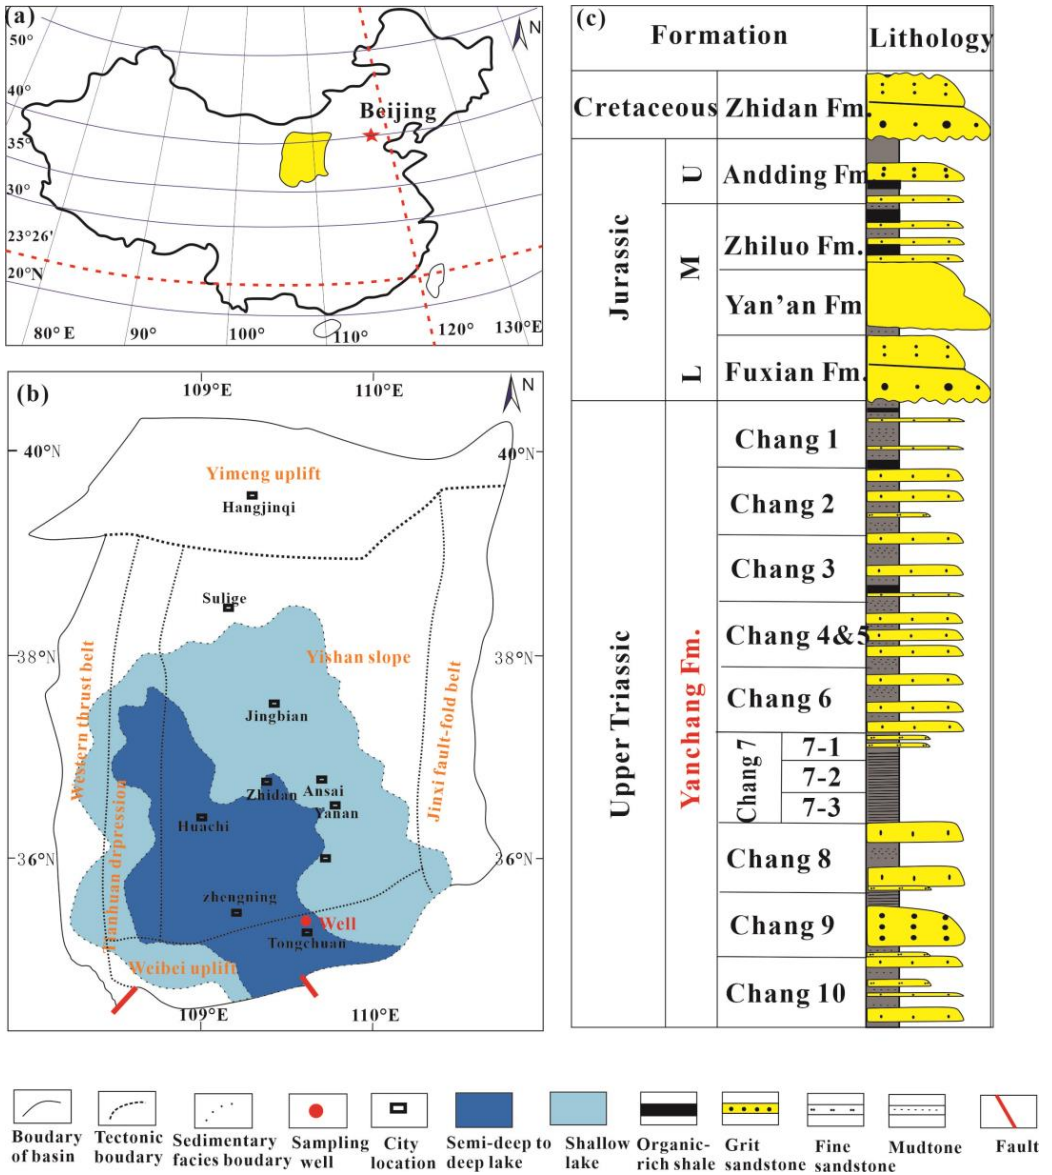 (a)
N
50°
40°
35°
30°
23°26'
20°N
Beijing
80° E
90°
100°
110°
120°
130°E
(b)
109°E
110°E
N
40°N
40°N
Yimeng uplift
Hangjinqi
Sulige
38°N
38°N
Yishan slope
Western thrust belt
Jingbian
Jinxi fault-fold belt
Zhidan
Ansai
Yanan
Huachi
36°N
36°N
Tianhuan drpression
zhengning
Well
Tongchuan
Weibei uplift
109°E
110°E
(c)
Formation
Lithology
Cretaceous
Zhidan Fm.
Jurassic
U
Andding Fm.
M
Zhiluo Fm.
Yan’an Fm
L
Fuxian Fm.
Upper Triassic
Yanchang Fm.
Chang 1
Chang 2
Chang 3
Chang 4&5
Chang 6
Chang 7
7-1
7-2
7-3
Chang 8
Chang 9
Chang 10
Boudary
of basin
Tectonic
boundary
Sedimentary
facies boudary
Sampling
well
City
location
Semi-deep to
deep lake
Shallow
lake
Organic-
rich shale
Grit
sandstone
Fine
sandstone
Mudtone
Fault